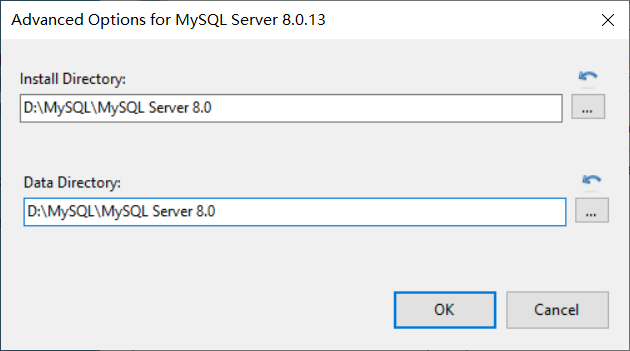 Advanced Options for MySQL Server 8.0.13
Install Directory:
D:\MySQL\MySQL Server 8.0
...
Data Directory:
D:\MySQL\MySQL Server 8.0
...
OK
Cancel